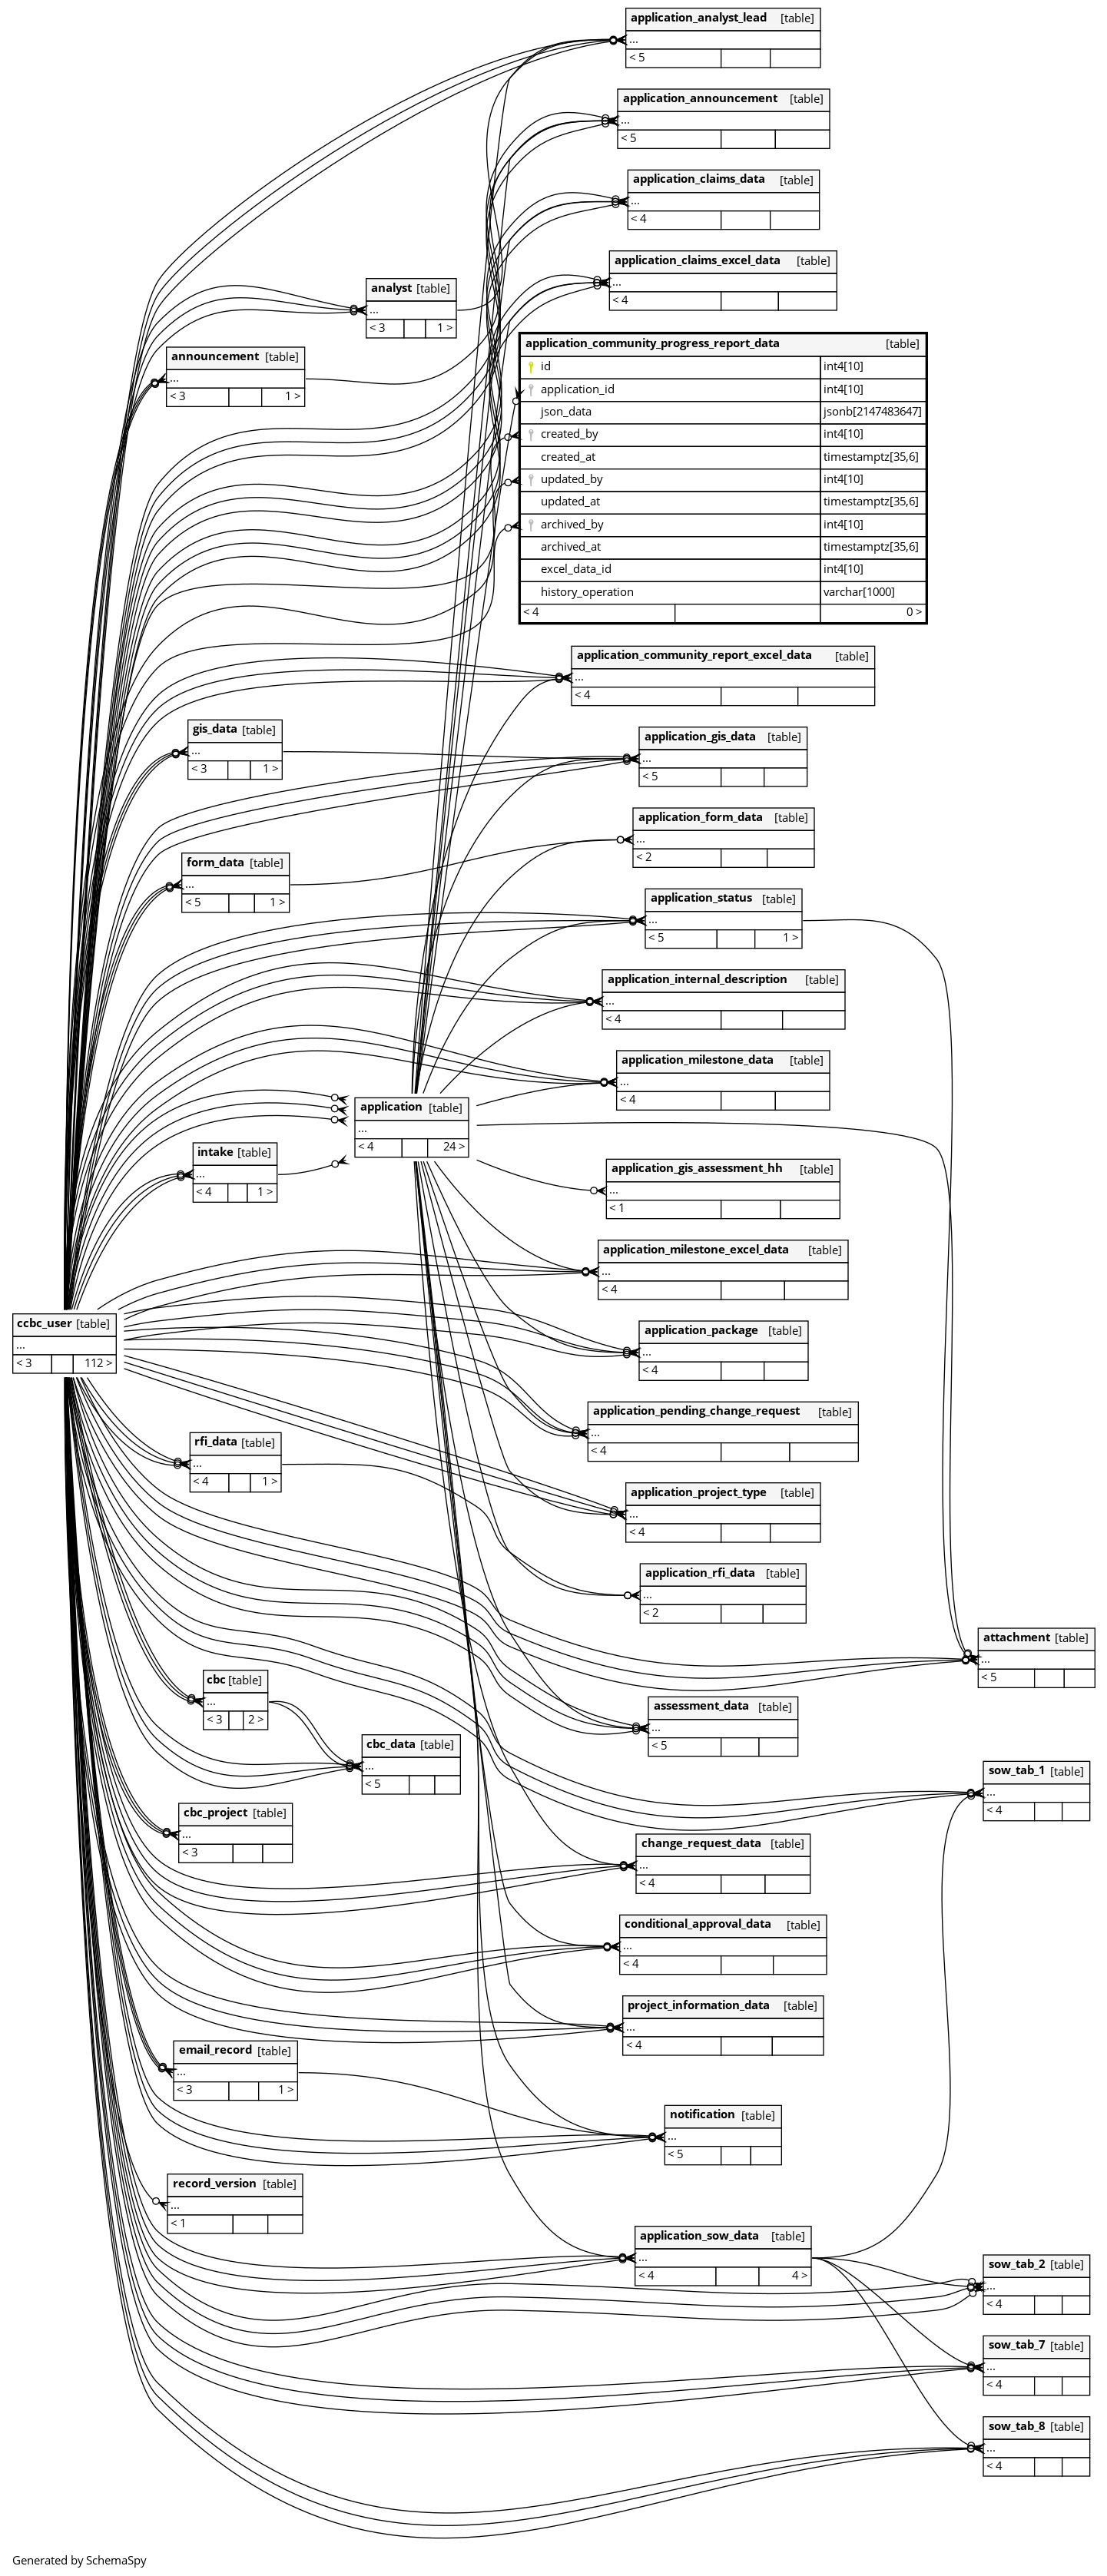 application_analyst_lead [table]
...
< 5
application_announcement [table]
...
< 5
application_claims_data [table]
...
< 4
application_claims_excel_data [table]
...
< 4
analyst [table]
...
< 3 1 >
announcement [table]
...
< 3 1 >
application_community_progress_report_data [table]
id int4[10]
application_id int4[10]
json_data jsonb[2147483647]
created_by int4[10]
created_at timestamptz[35,6]
updated_by int4[10]
updated_at timestamptz[35,6]
archived_by int4[10]
archived_at timestamptz[35,6]
excel_data_id int4[10]
history_operation varchar[1000]
< 4 0 >
application_community_report_excel_data [table]
...
< 4
gis_data [table]
...
< 3 1 >
application_gis_data [table]
...
< 5
application_form_data [table]
...
< 2
form_data [table]
...
< 5 1 >
application_status [table]
...
< 5 1 >
application_internal_description [table]
...
< 4
application_milestone_data [table]
...
< 4
application [table]
...
< 4 24 >
intake [table]
...
< 4 1 >
application_gis_assessment_hh [table]
...
< 1
application_milestone_excel_data [table]
...
< 4
ccbc_user [table]
...
< 3 112 >
application_package [table]
...
< 4
application_pending_change_request [table]
...
< 4
rfi_data [table]
...
< 4 1 >
application_project_type [table]
...
< 4
application_rfi_data [table]
...
< 2
attachment [table]
...
< 5
cbc [table]
...
< 3 2 >
assessment_data [table]
...
< 5
cbc_data [table]
...
< 5
sow_tab_1 [table]
...
< 4
cbc_project [table]
...
< 3
change_request_data [table]
...
< 4
conditional_approval_data [table]
...
< 4
project_information_data [table]
...
< 4
email_record [table]
...
< 3 1 >
notification [table]
...
< 5
record_version [table]
...
< 1
application_sow_data [table]
...
< 4 4 >
sow_tab_2 [table]
...
< 4
sow_tab_7 [table]
...
< 4
sow_tab_8 [table]
...
< 4
Generated by SchemaSpy